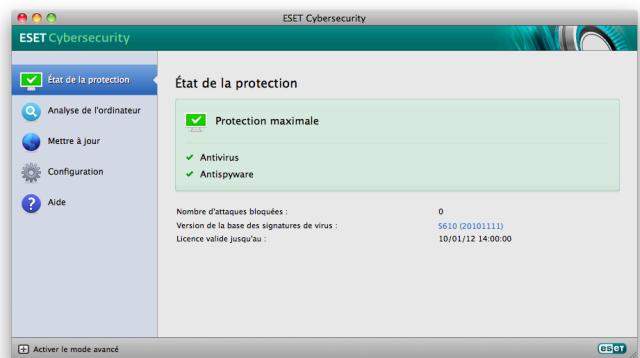 ESET Cybersecurity
ESET Cybersecurity
État de la protection
Analyse de l'ordinateur
Mettre à jour
Configuration
Aide
État de la protection
Protection maximale
Antivirus
Antispyware
Nombre d'attaques bloquées : 0
Version de la base des signatures de virus : 5610 (20101111)
Licence valide jusqu'au : 10/01/12 14:00:00
Activer le mode avancé
eset